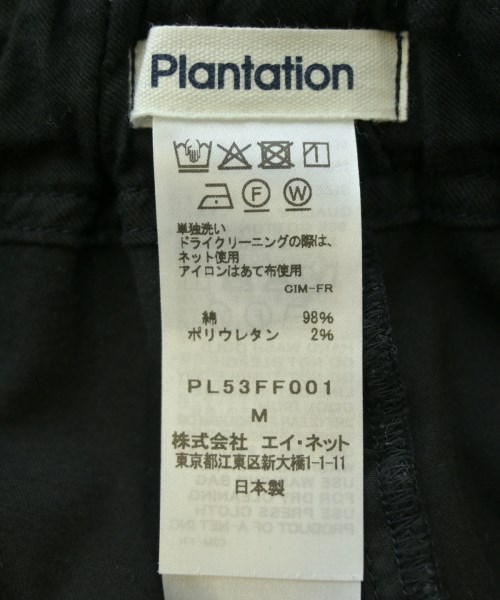 Plantation
単独洗い
ドライクリーニングの際は、
ネット使用
アイロンはあて布使用
CIM-FR
綿 98%
ポリウレタン 2%
PL53FF001
M
株式会社 エイ・ネット
東京都江東区新大橋1-1-11
日本製